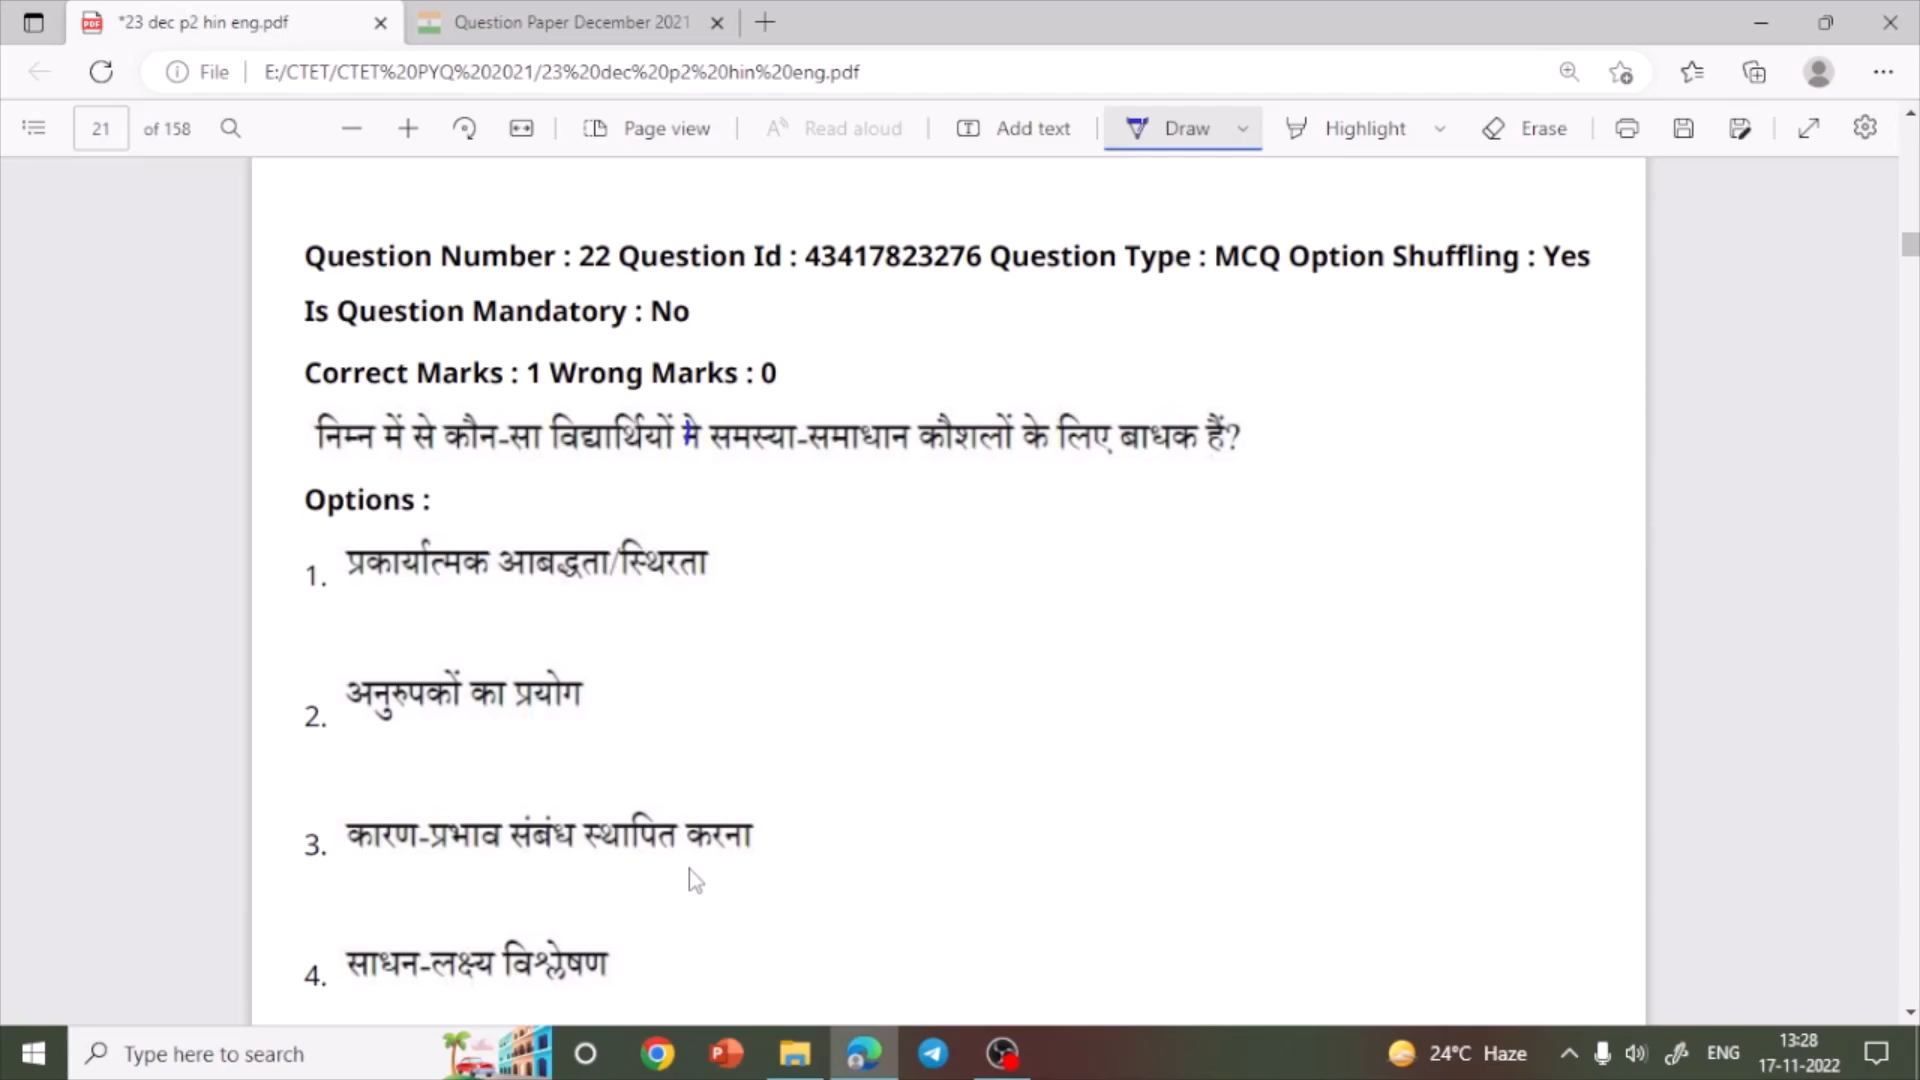 *23 dec p2 hin eng.pdf
Question Paper December 2021
File
E:/CTET/CTET%20PYQ%202021/23%20dec%20p2%20hin%20eng.pdf
21 of 158
Page view
Read aloud
Add text
Draw
Highlight
Erase
Question Number : 22 Question Id : 43417823276 Question Type : MCQ Option Shuffling : Yes
Is Question Mandatory : No
Correct Marks : 1 Wrong Marks : 0
निम्न में से कौन-सा विद्यार्थियों मे समस्या-समाधान कौशलों के लिए बाधक हैं?
Options :
1. प्रकार्यात्मक आबद्धता/स्थिरता
2. अनुरुपकों का प्रयोग
3. कारण-प्रभाव संबंध स्थापित करना
4. साधन-लक्ष्य विश्लेषण
Type here to search
24°C Haze
ENG
13:28
17-11-2022